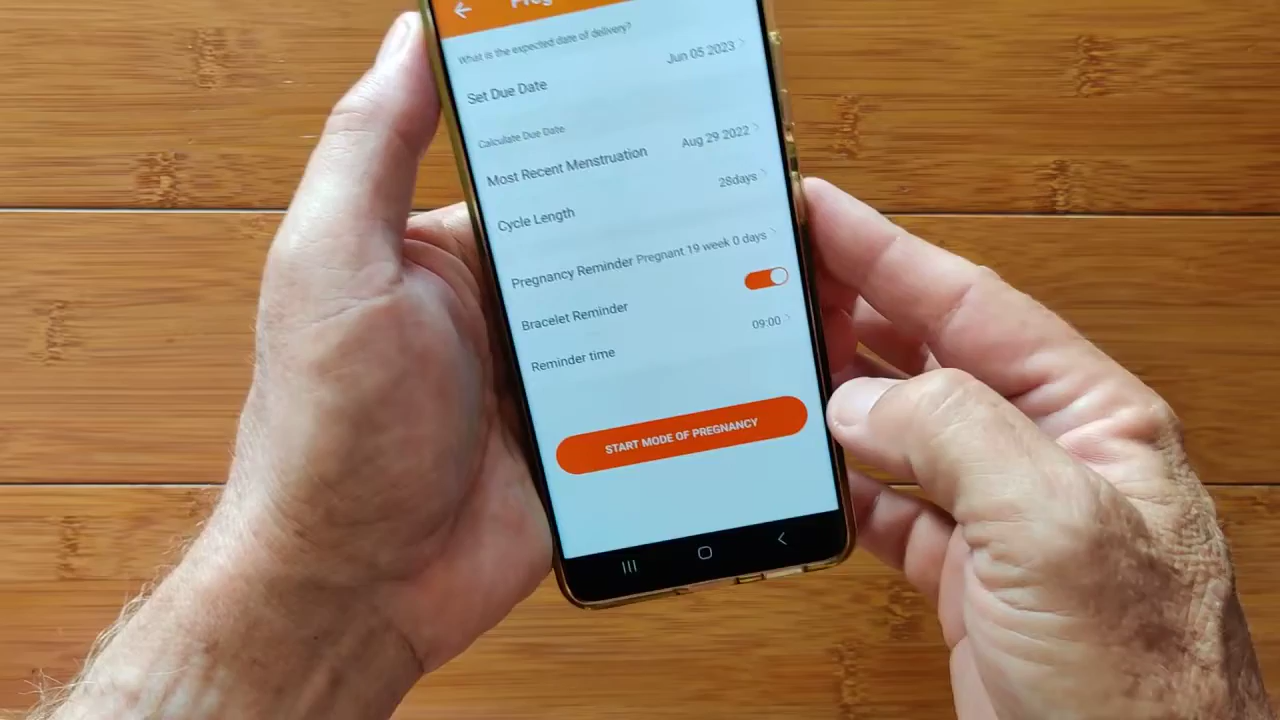 What is the expected date of delivery?
Set Due Date Jun 05 2023
Calculate Due Date
Most Recent Menstruation Aug 29 2022
Cycle Length 28days
Pregnancy Reminder Pregnant 19 week 0 days
Bracelet Reminder
Reminder time 09:00
START MODE OF PREGNANCY